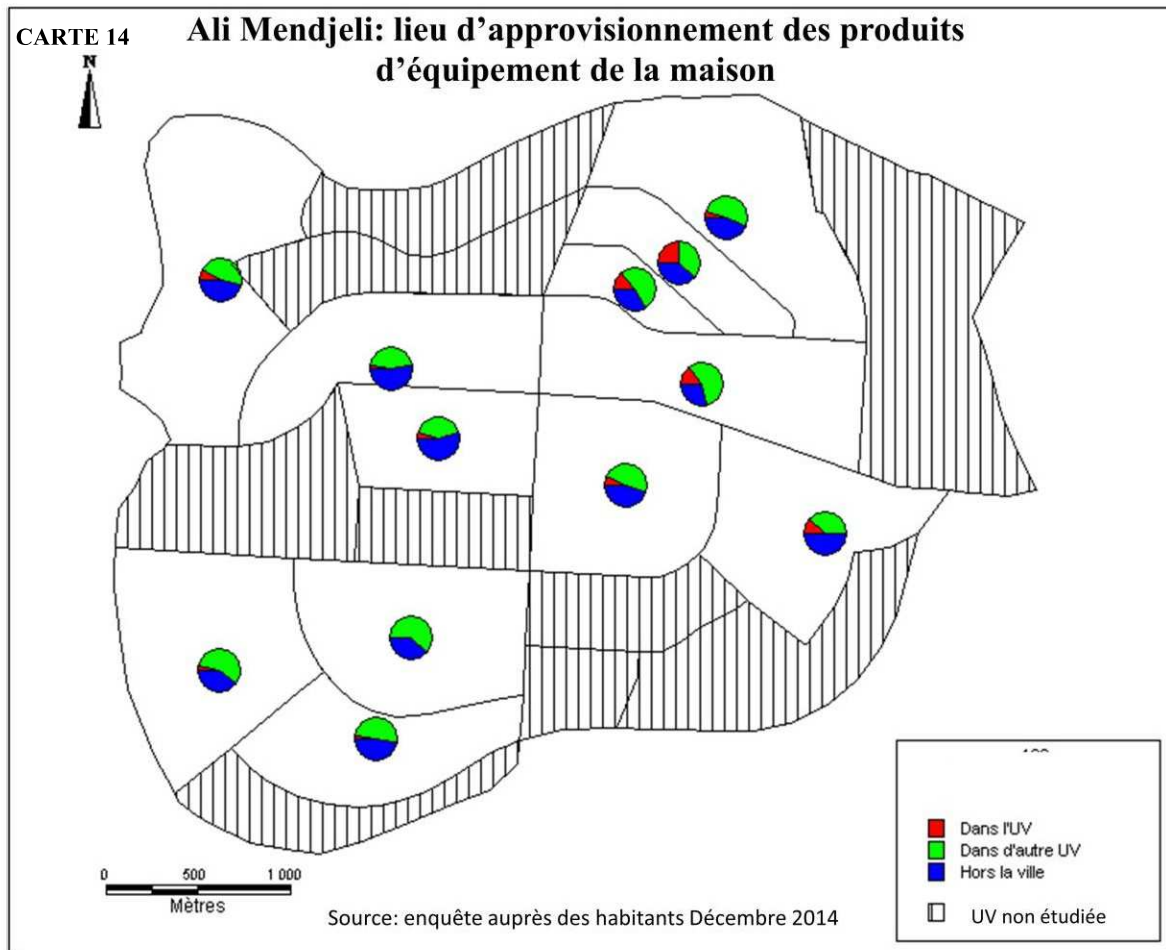 CARTE 14
Ali Mendjeli: lieu d’approvisionnement des produits
d’équipement de la maison
N
Dans l'UV
Dans d'autre UV
Hors la ville
UV non étudiée
0 500 1 000
Mètres
Source: enquête auprès des habitants Décembre 2014